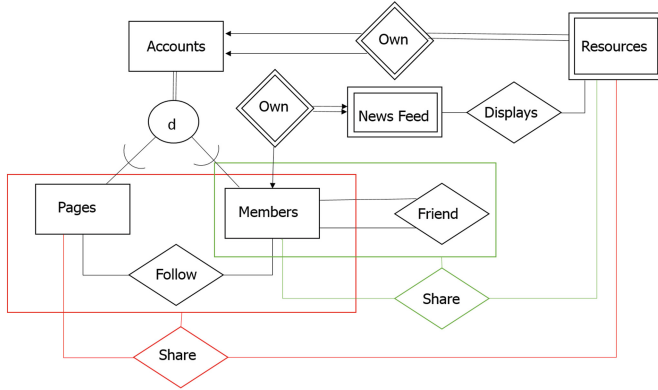 Own
Accounts
Resources
Own
News Feed
Displays
d
Pages
Members
Friend
Follow
Share
Share